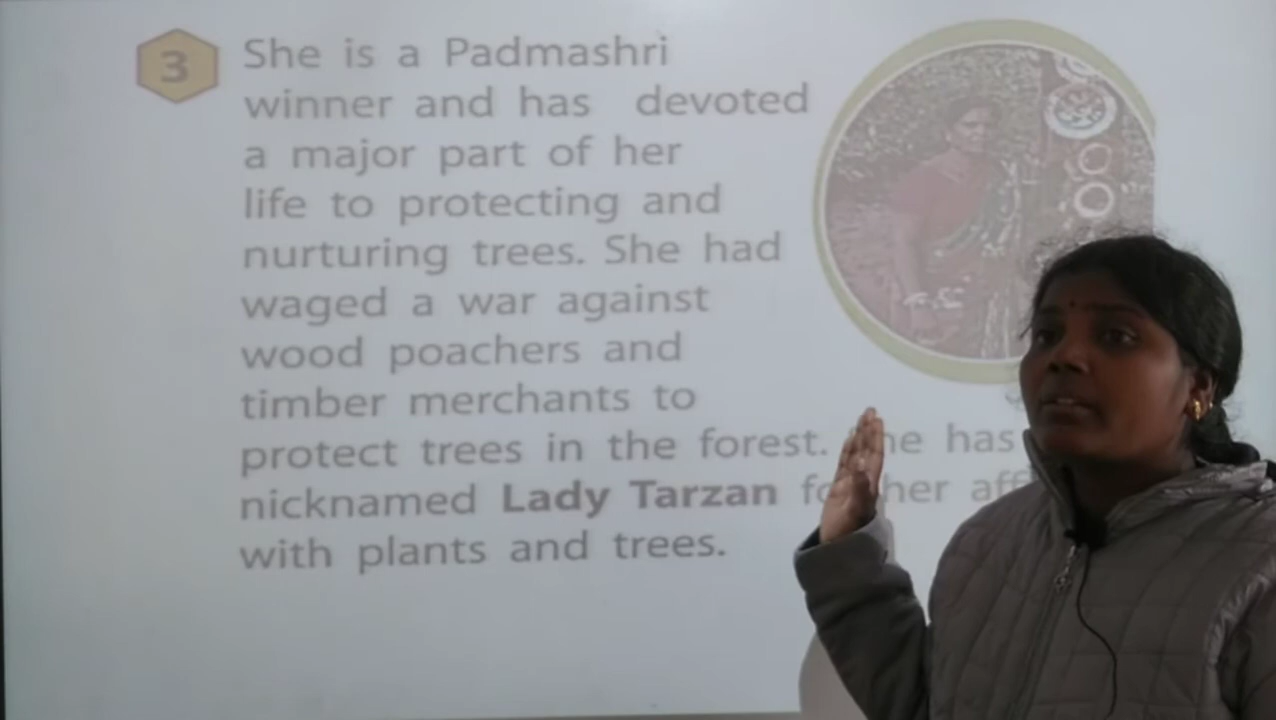 3
She is a Padmashri
winner and has devoted
a major part of her
life to protecting and
nurturing trees. She had
waged a war against
wood poachers and
timber merchants to
protect trees in the forest. has
nicknamed Lady Tarzan her
with plants and trees.